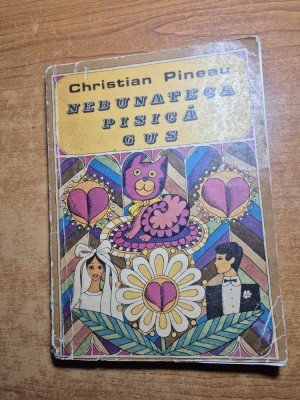 Christian Pineau
NEBUNATECA
PISICĂ
GUS